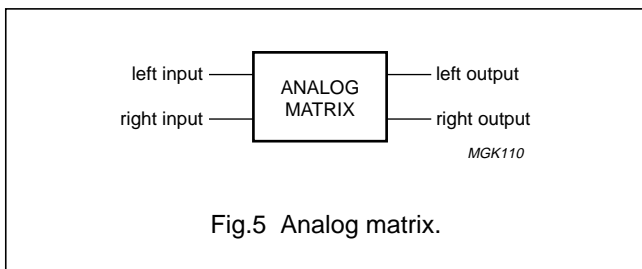 left input
ANALOG
MATRIX
left output
right input
right output
MGK110
Fig.5 Analog matrix.